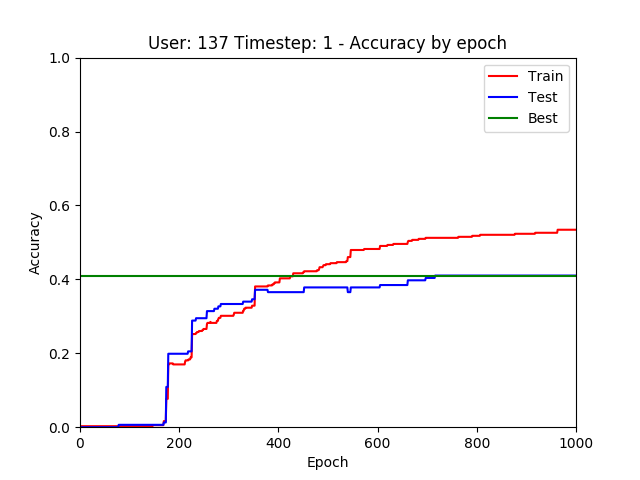 User: 137 Timestep: 1 - Accuracy by epoch
Train
Test
Best
Accuracy
1.0
0.8
0.6
0.4
0.2
0.0
0 200 400 600 800 1000
Epoch